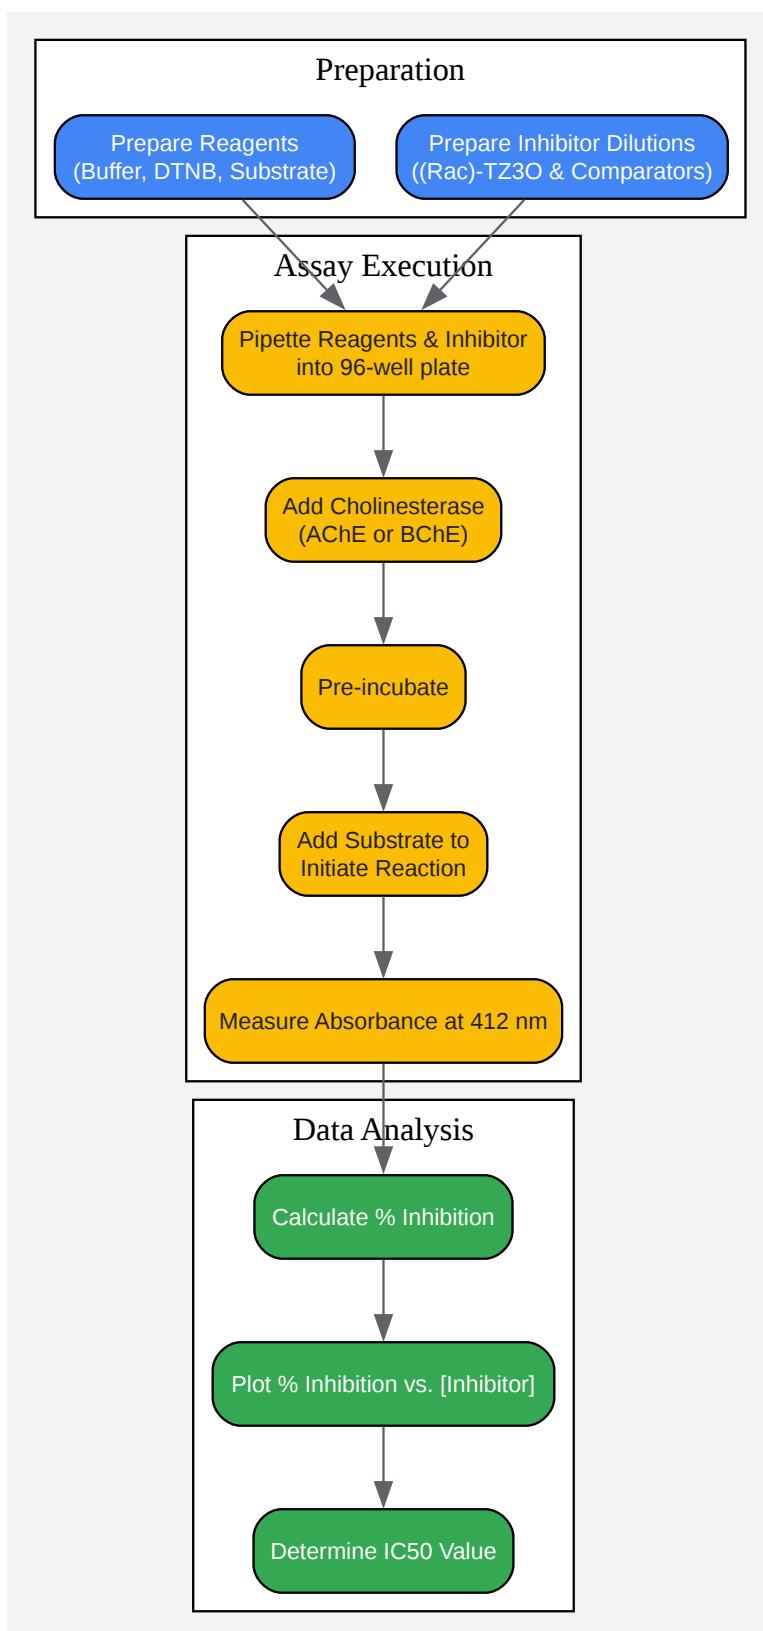 Preparation
Prepare Reagents
(Buffer, DTNB, Substrate)
Prepare Inhibitor Dilutions
((Rac)-TZ3O & Comparators)
Assay Execution
Pipette Reagents & Inhibitor
into 96-well plate
Add Cholinesterase
(AChE or BChE)
Pre-incubate
Add Substrate to
Initiate Reaction
Measure Absorbance at 412 nm
Data Analysis
Calculate % Inhibition
Plot % Inhibition vs. [Inhibitor]
Determine IC50 Value